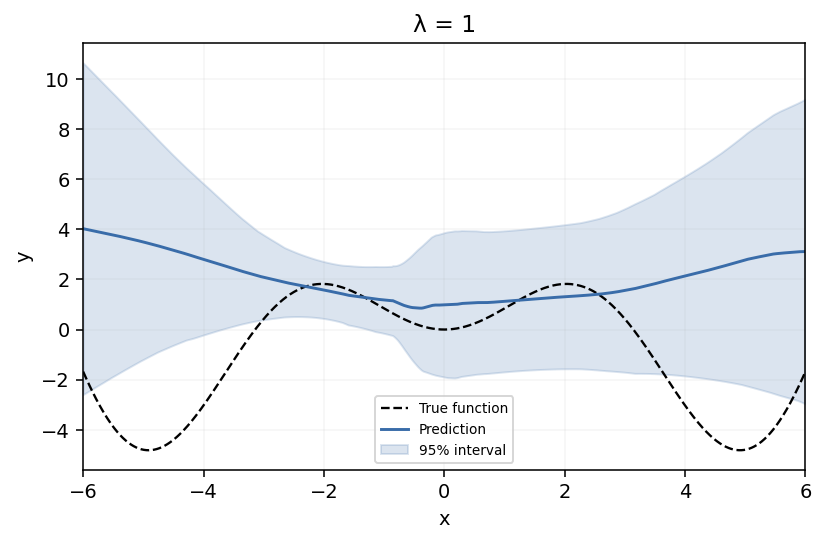 λ = 1
10
8
6
4
2
0
−2
−4
y
True function
Prediction
95% interval
−6 −4 −2 0 2 4 6
x